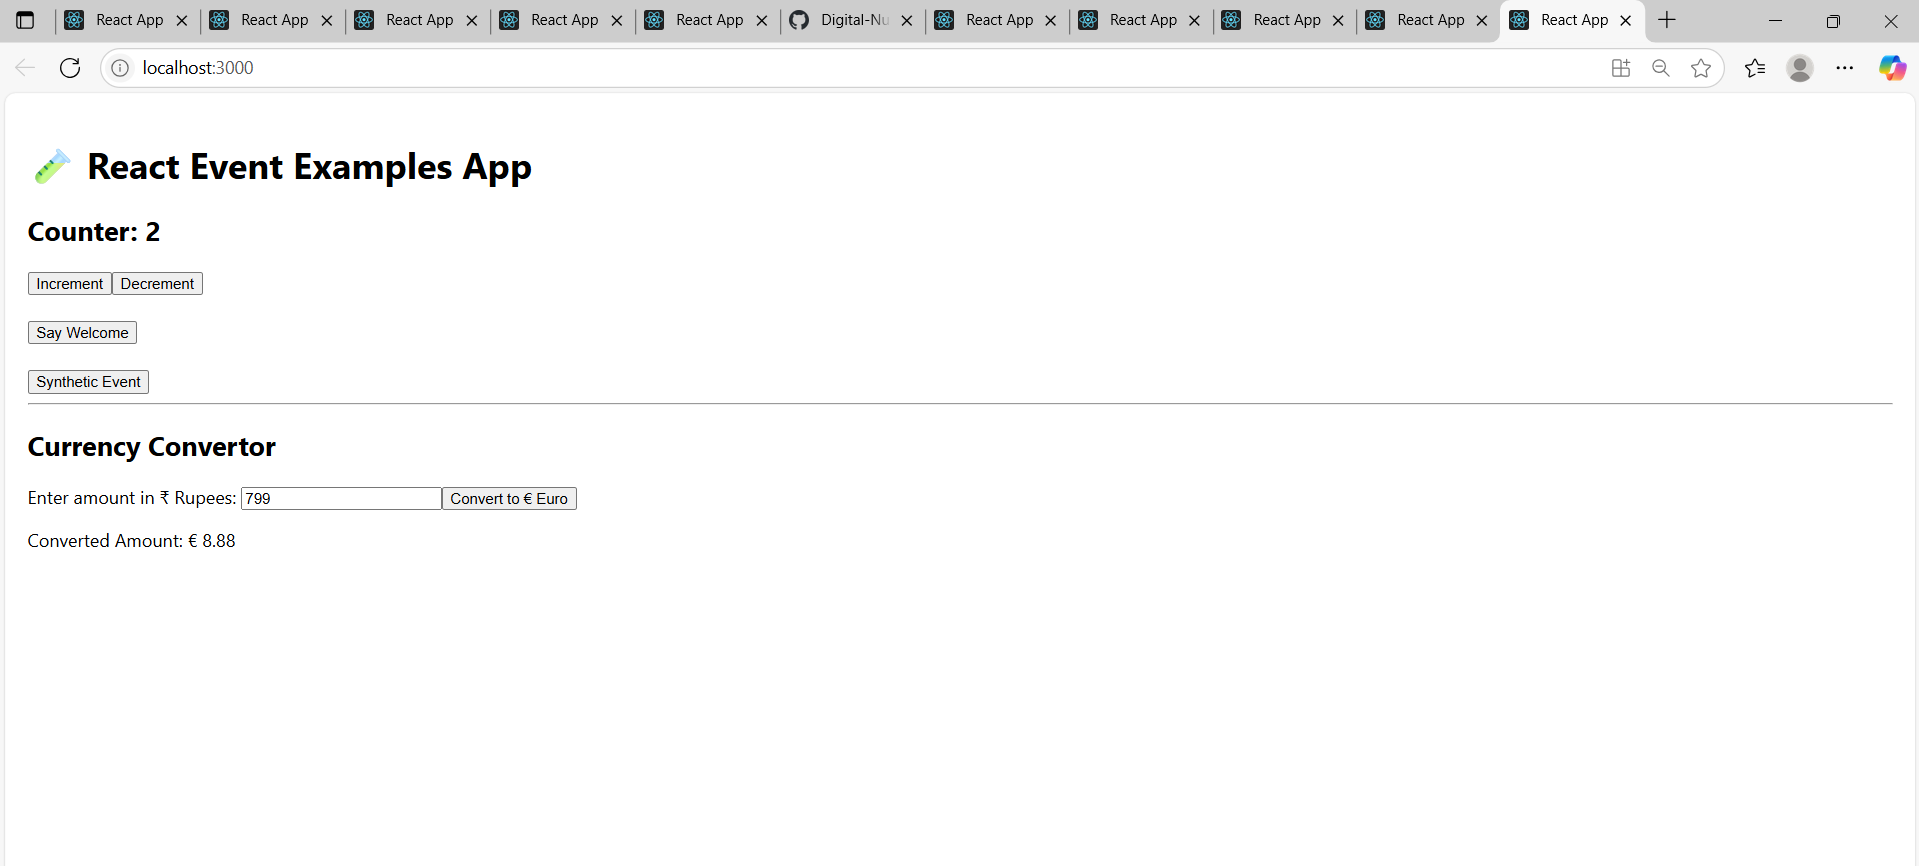 React App React App React App React App React App Digital-Nu React App React App React App React App React App
localhost:3000
React Event Examples App
Counter: 2
Increment Decrement
Say Welcome
Synthetic Event
Currency Convertor
Enter amount in ₹ Rupees: 799 Convert to € Euro
Converted Amount: € 8.88